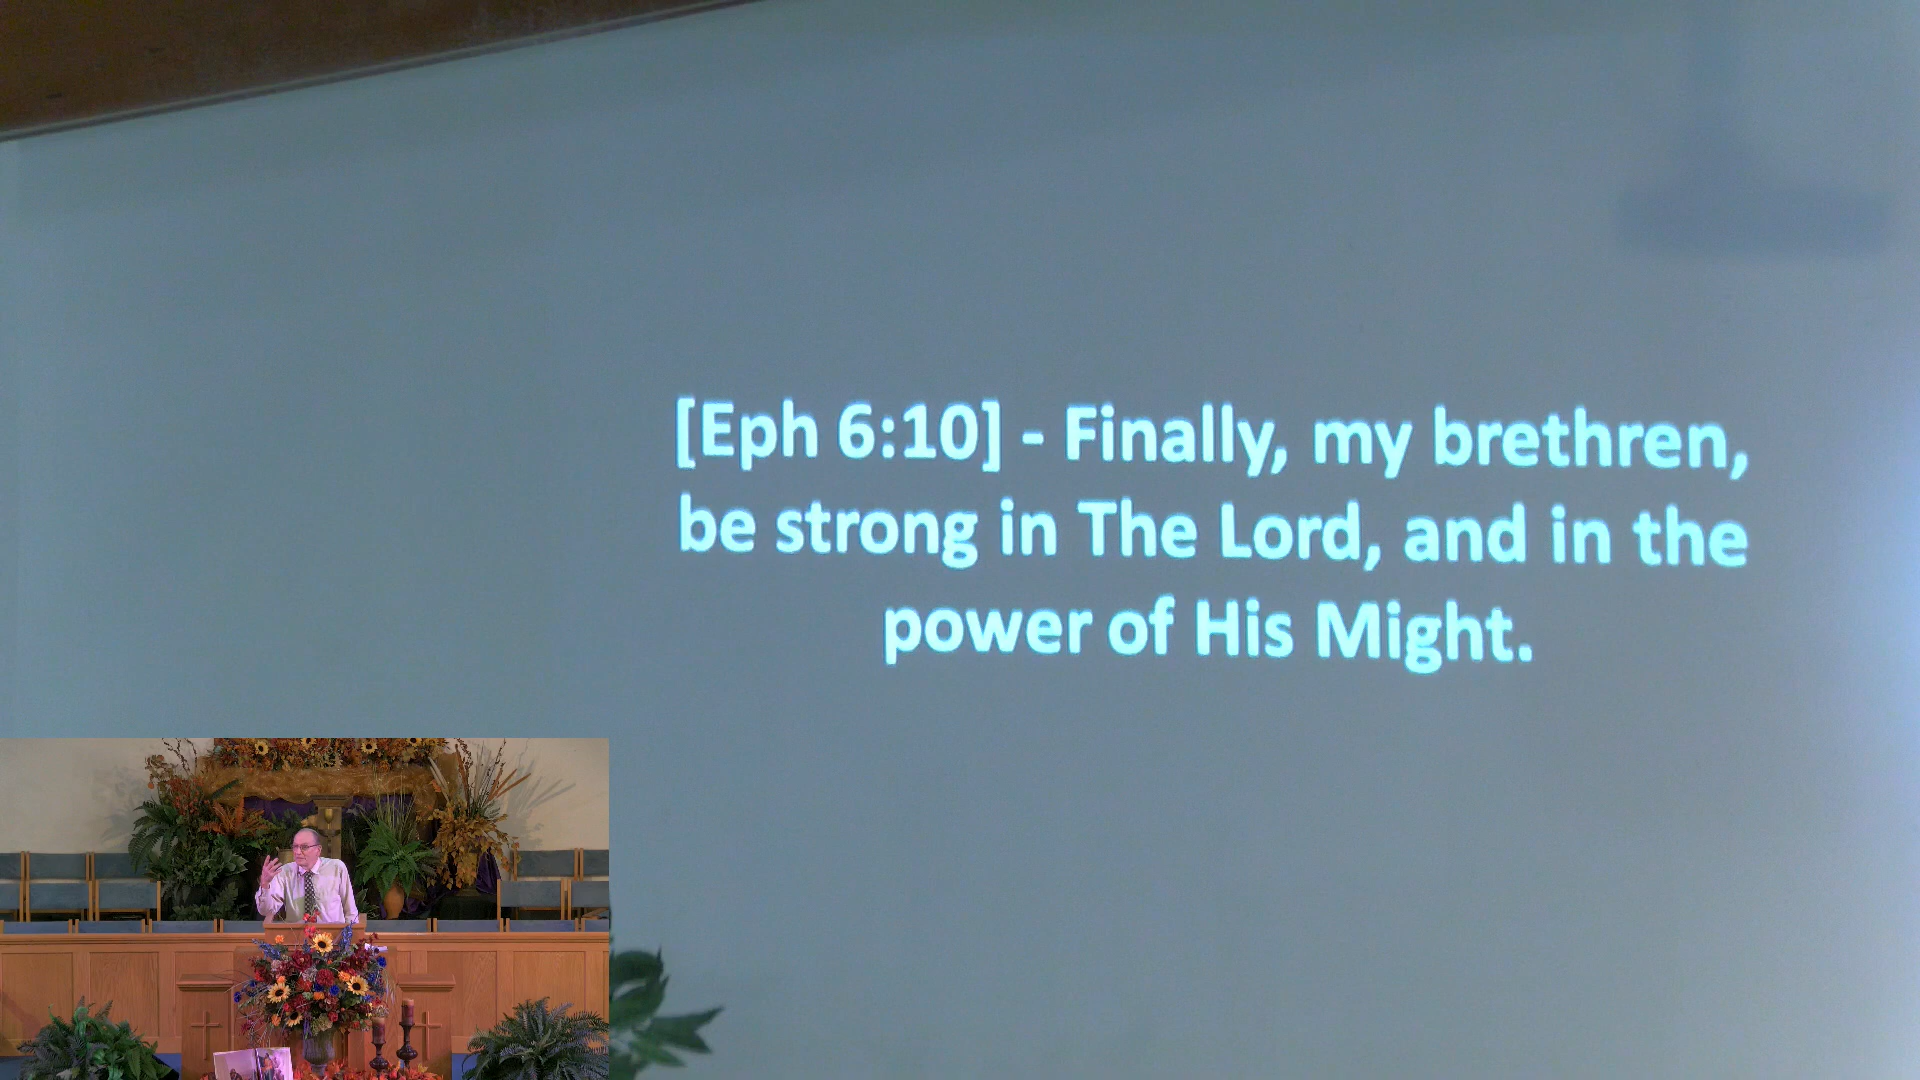 [Eph 6:10] - Finally, my brethren,
be strong in The Lord, and in the
power of His Might.